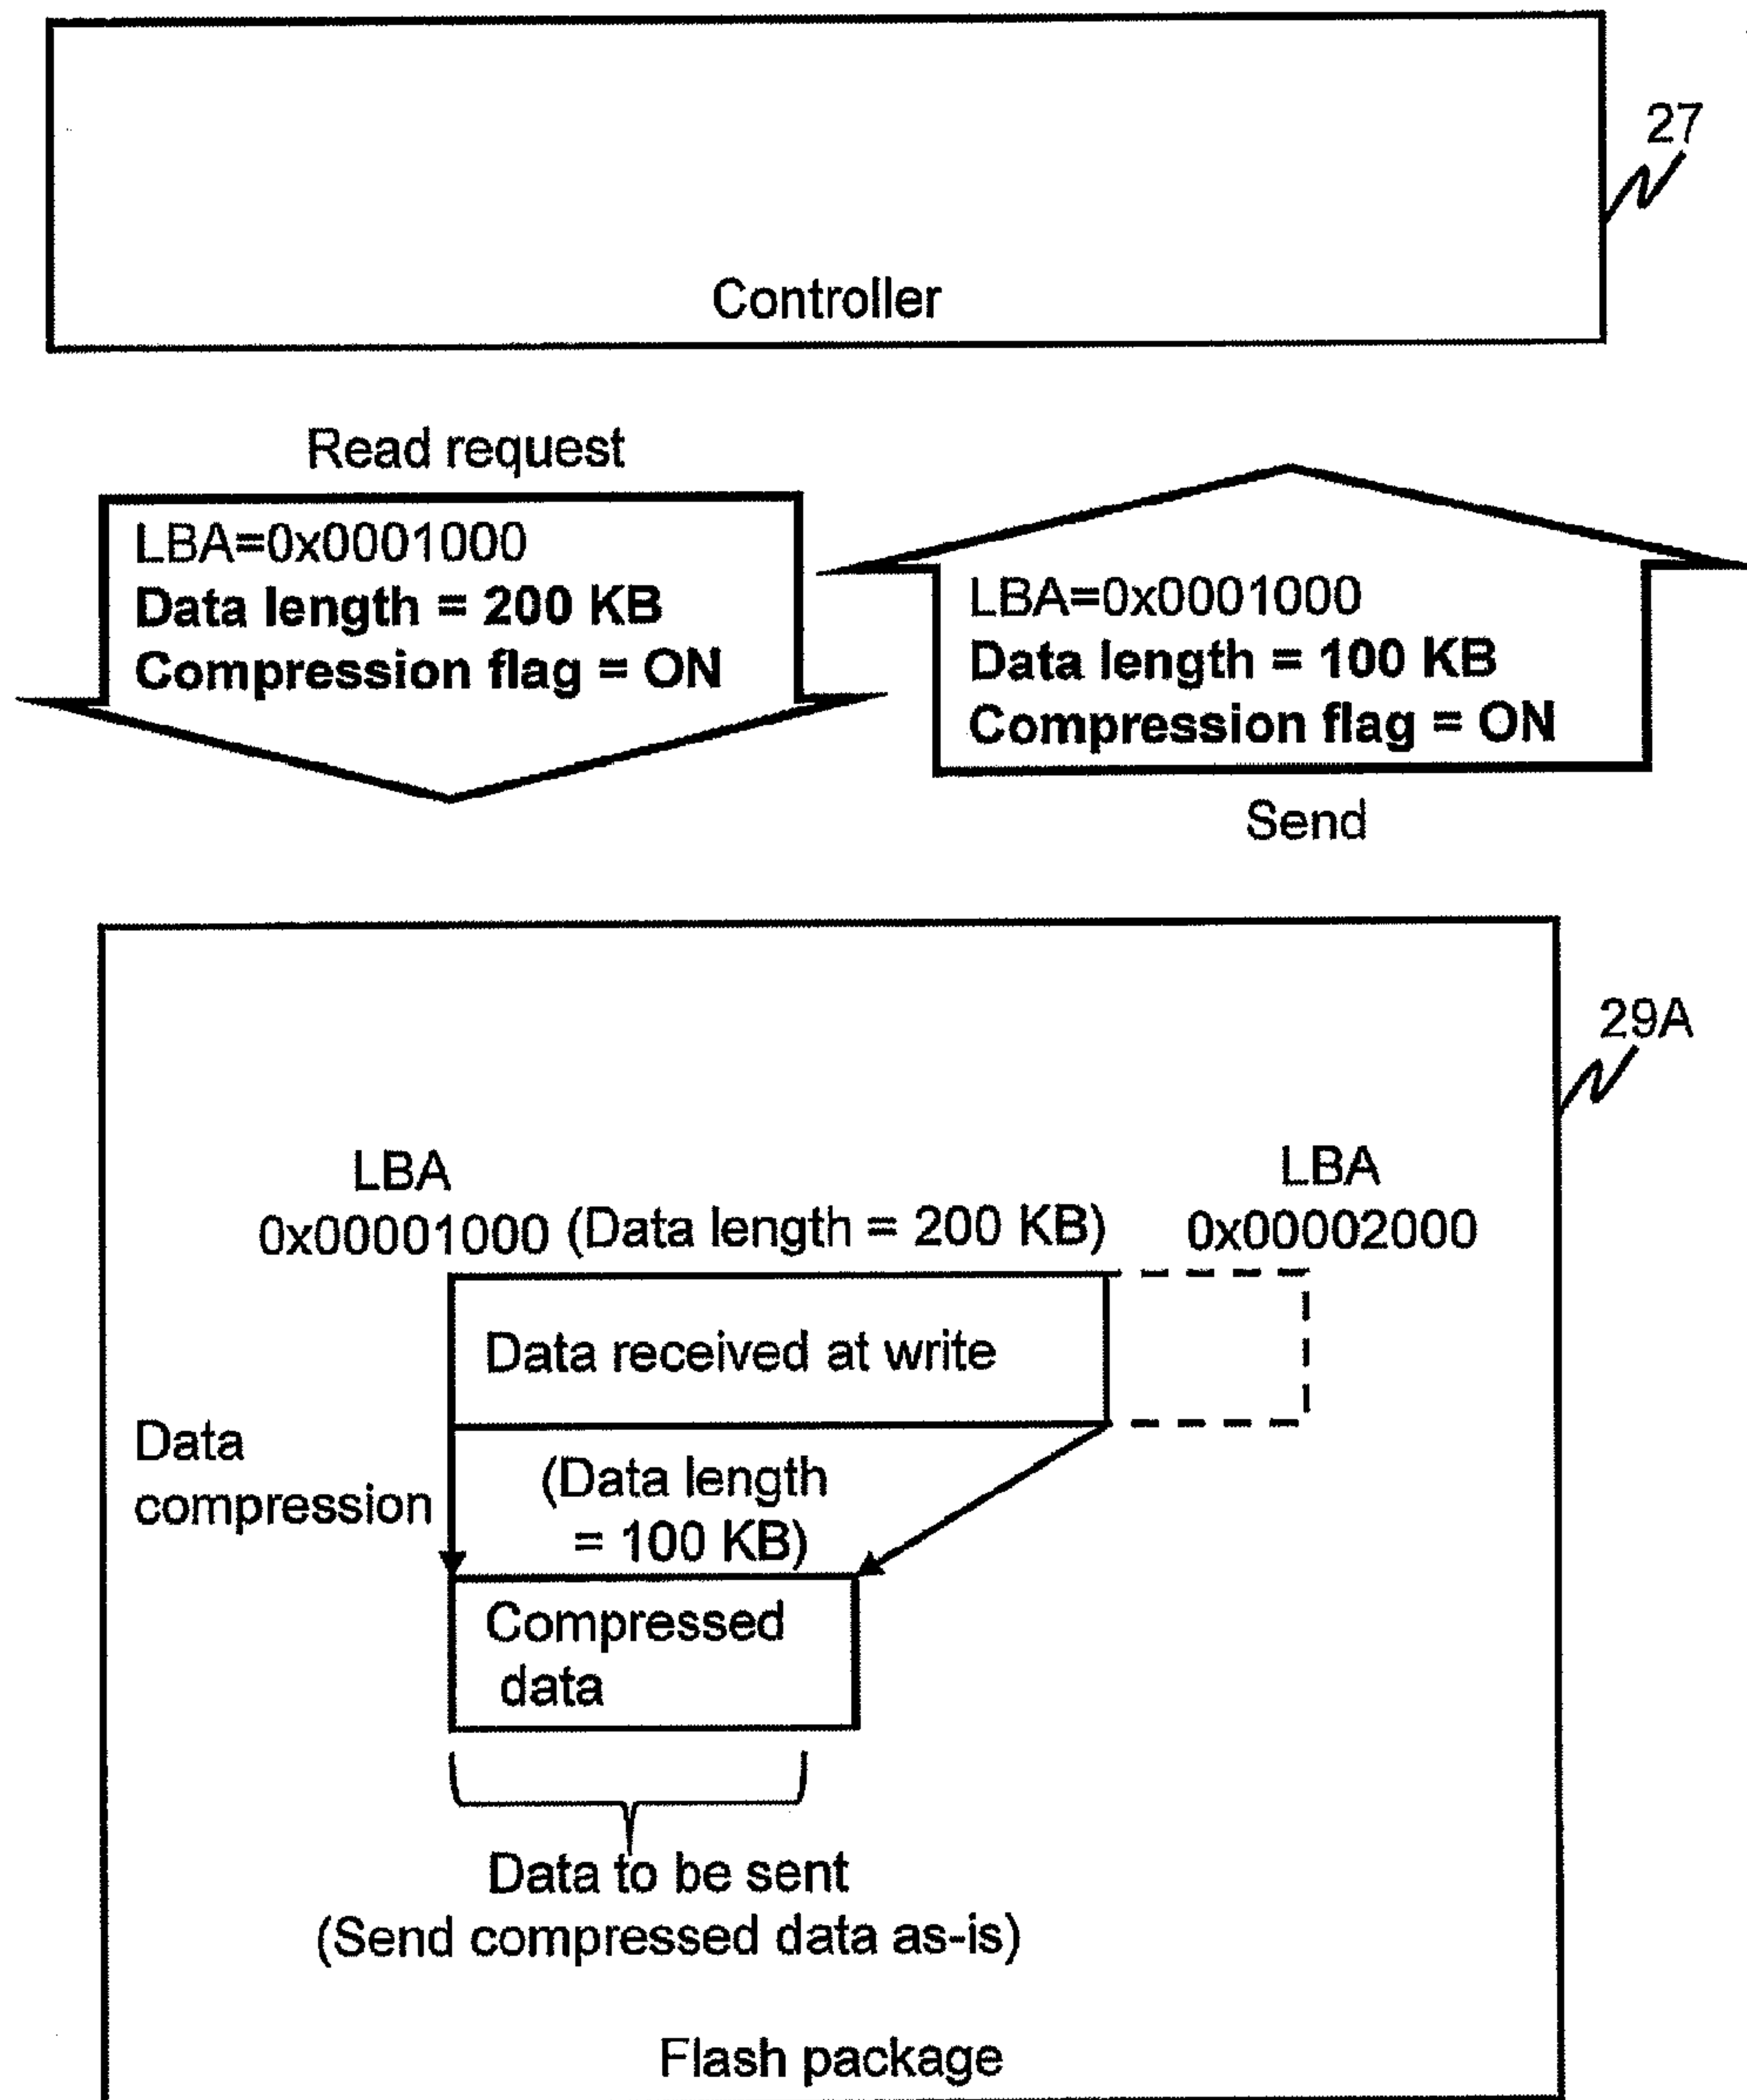 27
Controller
Read request
LBA=0x0001000
Data length = 200 KB
Compression flag = ON
LBA=0x0001000
Data length = 100 KB
Compression flag = ON
Send
29A
LBA
0x00001000 (Data length = 200 KB)
LBA
0x00002000
Data received at write
Data
compression
(Data length
= 100 KB)
Compressed
data
Data to be sent
(Send compressed data as-is)
Flash package